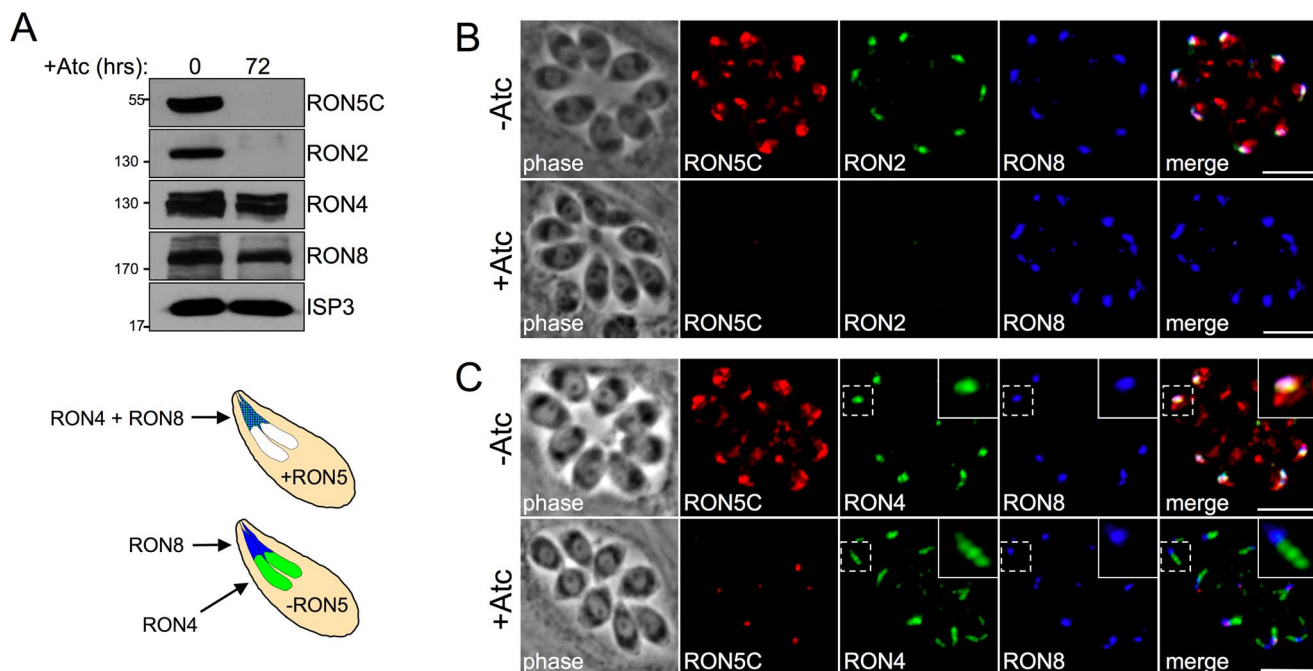 A
+Atc (hrs): 0 72
55 RON5C
130 RON2
130 RON4
170 RON8
17 ISP3
RON4 + RON8
+RON5
RON8
-RON5
RON4
B
-Atc
phase RON5C RON2 RON8 merge
+Atc
phase RON5C RON2 RON8 merge
C
-Atc
phase RON5C RON4 RON8 merge
+Atc
phase RON5C RON4 RON8 merge